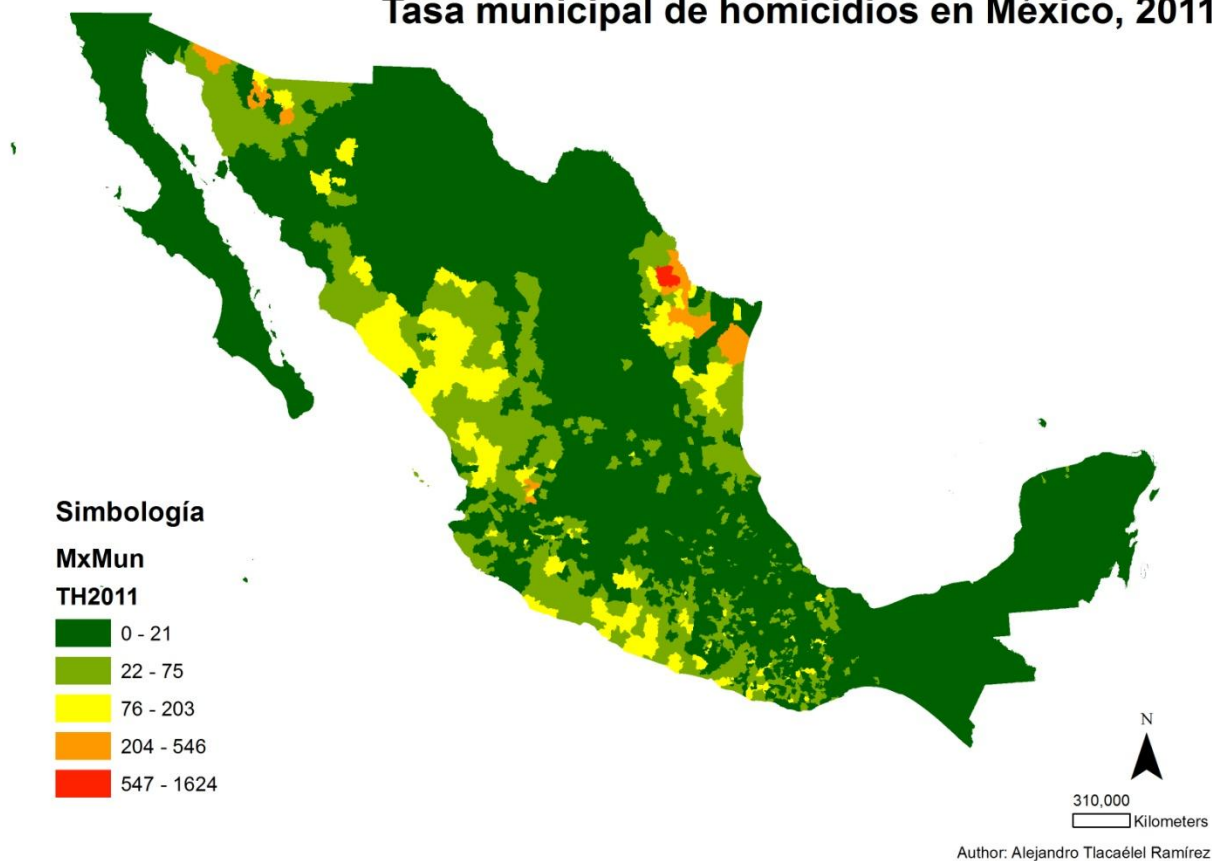 Tasa municipal de homicidios en México, 2011
Simbología
MxMun
TH2011
0 - 21
22 - 75
76 - 203
204 - 546
547 - 1624
N
310,000
Kilometers
Author: Alejandro Tlacaélel Ramírez